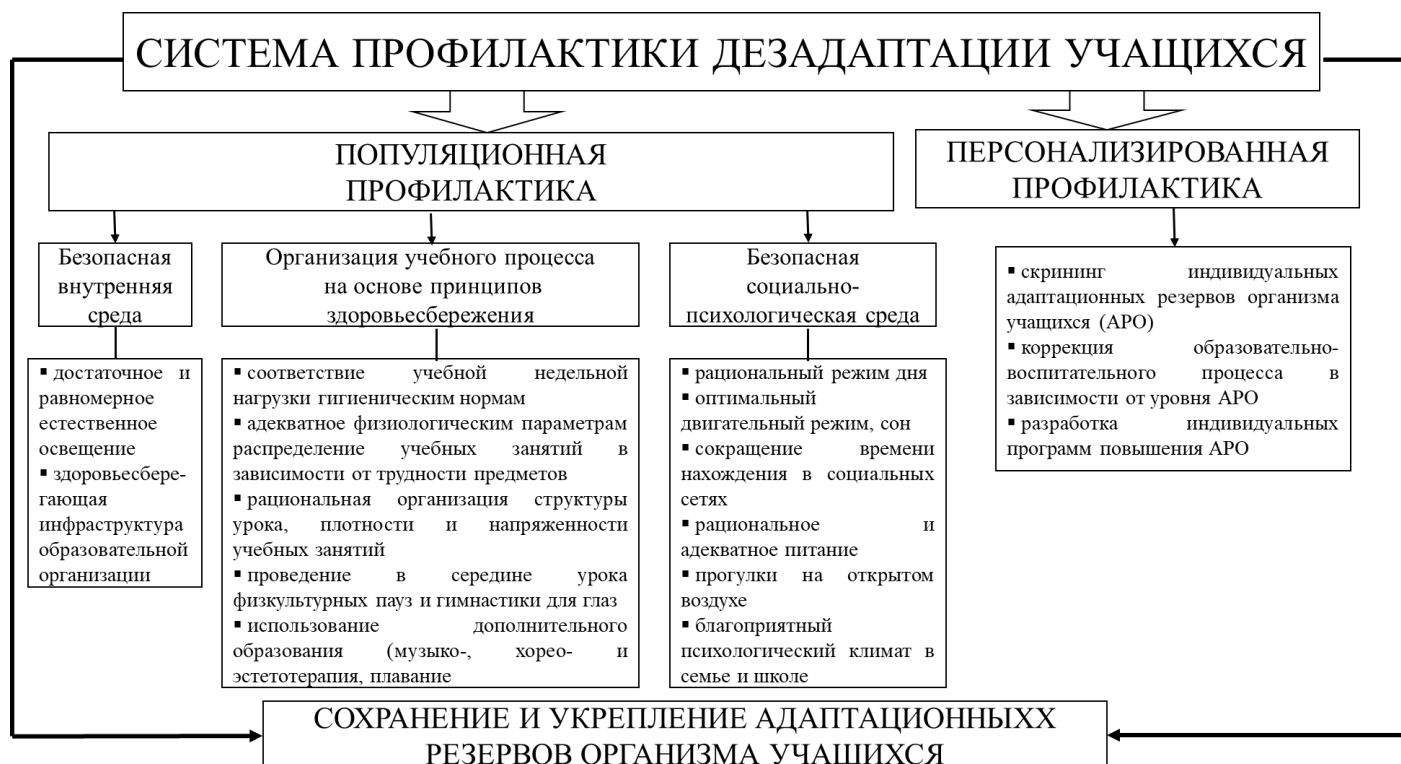 СИСТЕМА ПРОФИЛАКТИКИ ДЕЗАДАПТАЦИИ УЧАЩИХСЯ
ПОПУЛЯЦИОННАЯ
ПРОФИЛАКТИКА
ПЕРСОНАЛИЗИРОВАННАЯ
ПРОФИЛАКТИКА
Безопасная
внутренняя
среда
Организация учебного процесса
на основе принципов
здоровьесбережения
Безопасная
социально-
психологическая среда
▪ скрининг индивидуальных
адаптационных резервов организма
учащихся (АРО)
▪ коррекция образовательно-
воспитательного процесса в
зависимости от уровня АРО
▪ разработка индивидуальных
программ повышения АРО
▪ достаточное и
равномерное
естественное
освещение
▪ здоровьесбере-
гающая
инфраструктура
образовательной
организации
▪ соответствие учебной недельной
нагрузки гигиеническим нормам
▪ адекватное физиологическим параметрам
распределение учебных занятий в
зависимости от трудности предметов
▪ рациональная организация структуры
урока, плотности и напряженности
учебных занятий
▪ проведение в середине урока
физкультурных пауз и гимнастики для глаз
▪ использование дополнительного
образования (музыко-, хорео- и
эстетотерапия, плавание
▪ рациональный режим дня
▪ оптимальный
двигательный режим, сон
▪ сокращение времени
нахождения в социальных
сетях
▪ рациональное и
адекватное питание
▪ прогулки на открытом
воздухе
▪ благоприятный
психологический климат в
семье и школе
СОХРАНЕНИЕ И УКРЕПЛЕНИЕ АДАПТАЦИОННЫХХ
РЕЗЕРВОВ ОРГАНИЗМА УЧАШИХСЯ